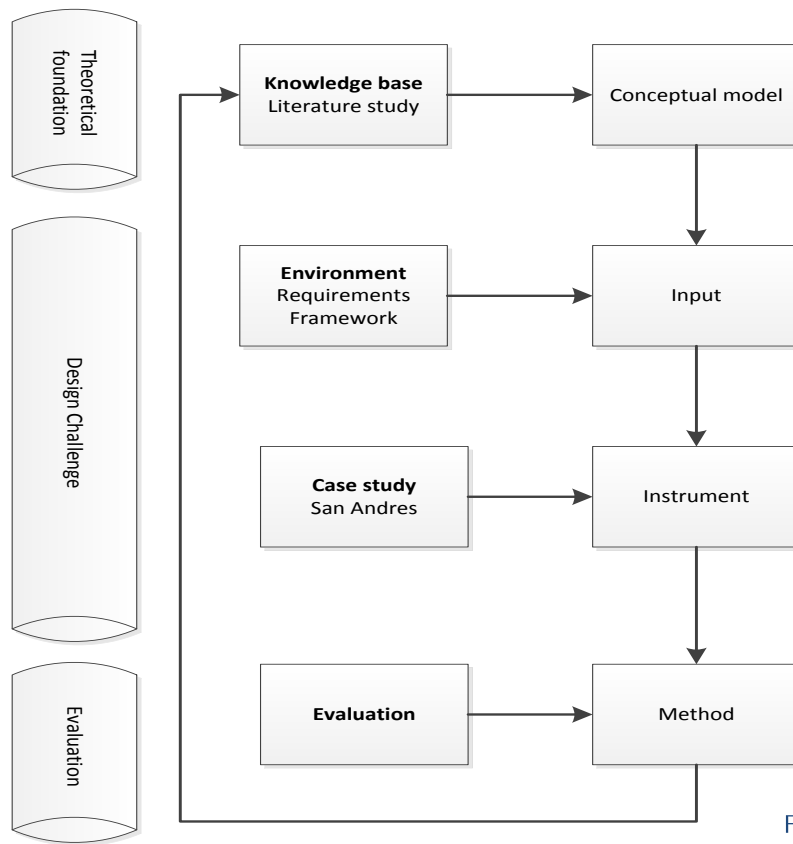 Theoretical
foundation
Knowledge base
Literature study
Conceptual model
Design Challenge
Environment
Requirements
Framework
Input
Case study
San Andres
Instrument
Evaluation
Evaluation
Method
F